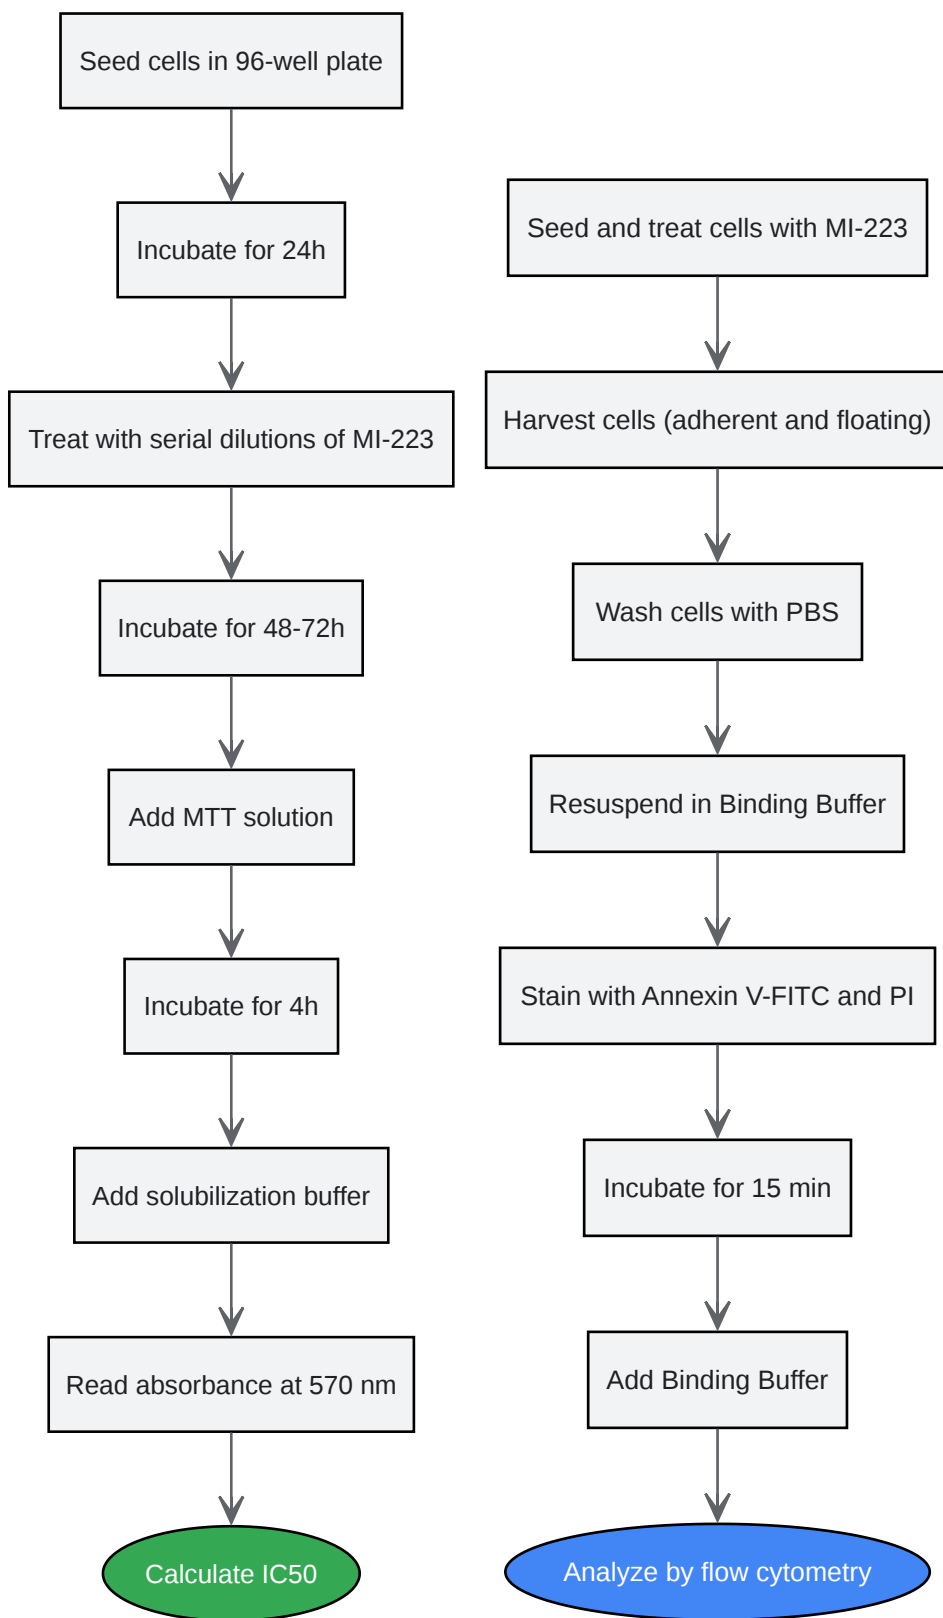 Seed cells in 96-well plate
Incubate for 24h
Treat with serial dilutions of MI-223
Incubate for 48-72h
Add MTT solution
Incubate for 4h
Add solubilization buffer
Read absorbance at 570 nm
Calculate IC50
Seed and treat cells with MI-223
Harvest cells (adherent and floating)
Wash cells with PBS
Resuspend in Binding Buffer
Stain with Annexin V-FITC and PI
Incubate for 15 min
Add Binding Buffer
Analyze by flow cytometry